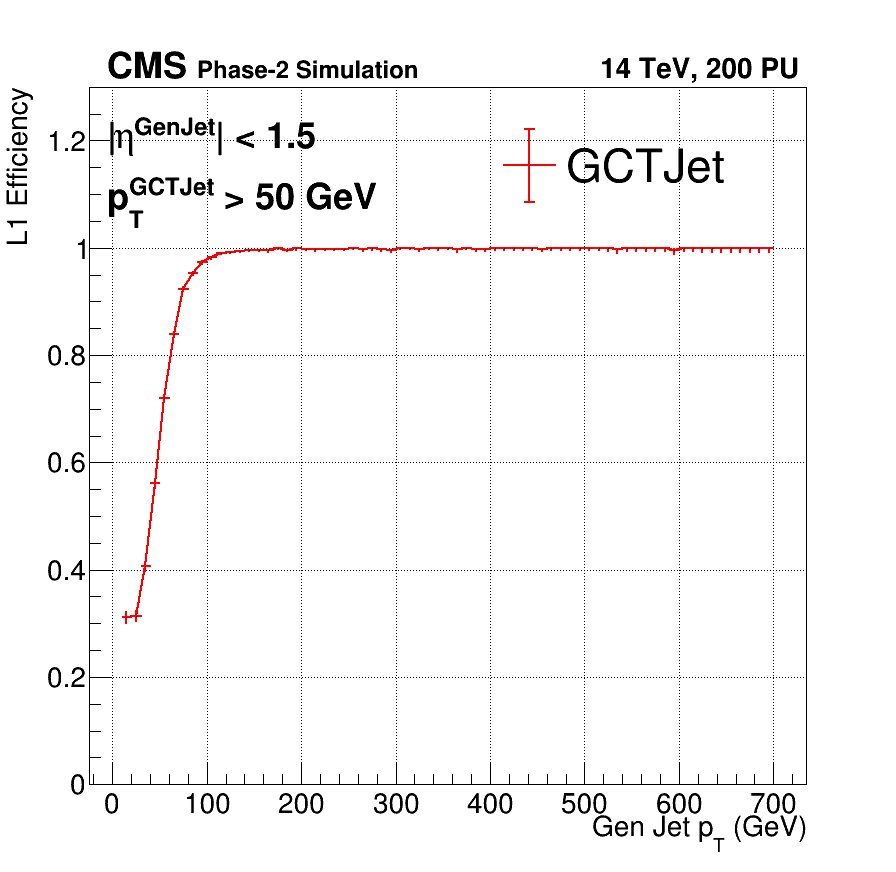 CMS Phase-2 Simulation 14 TeV, 200 PU
L1 Efficiency
|η^GenJet| < 1.5
p_T^GCTJet > 50 GeV
GCTJet
1.2
1
0.8
0.6
0.4
0.2
0
0 100 200 300 400 500 600 700
Gen Jet p_T (GeV)